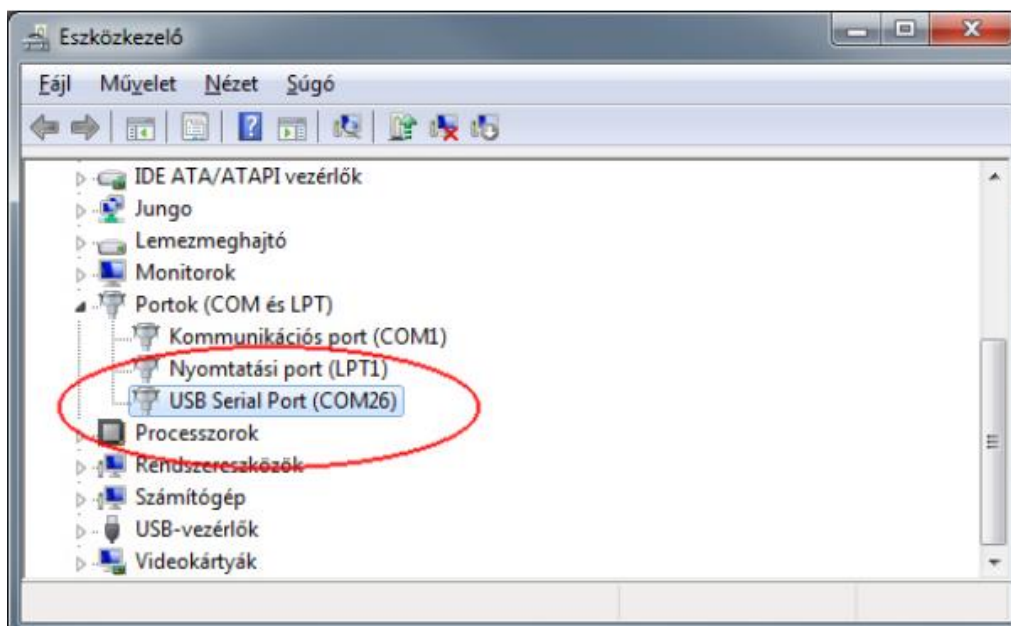 Eszközkezelő
Fájl Művelet Nézet Súgó
IDE ATA/ATAPI vezérlők
Jungo
Lemezmeghajtó
Monitorok
Portok (COM és LPT)
Kommunikációs port (COM1)
Nyomtatási port (LPT1)
USB Serial Port (COM26)
Processzorok
Rendszereszközök
Számítógép
USB-vezérlők
Videokártyák